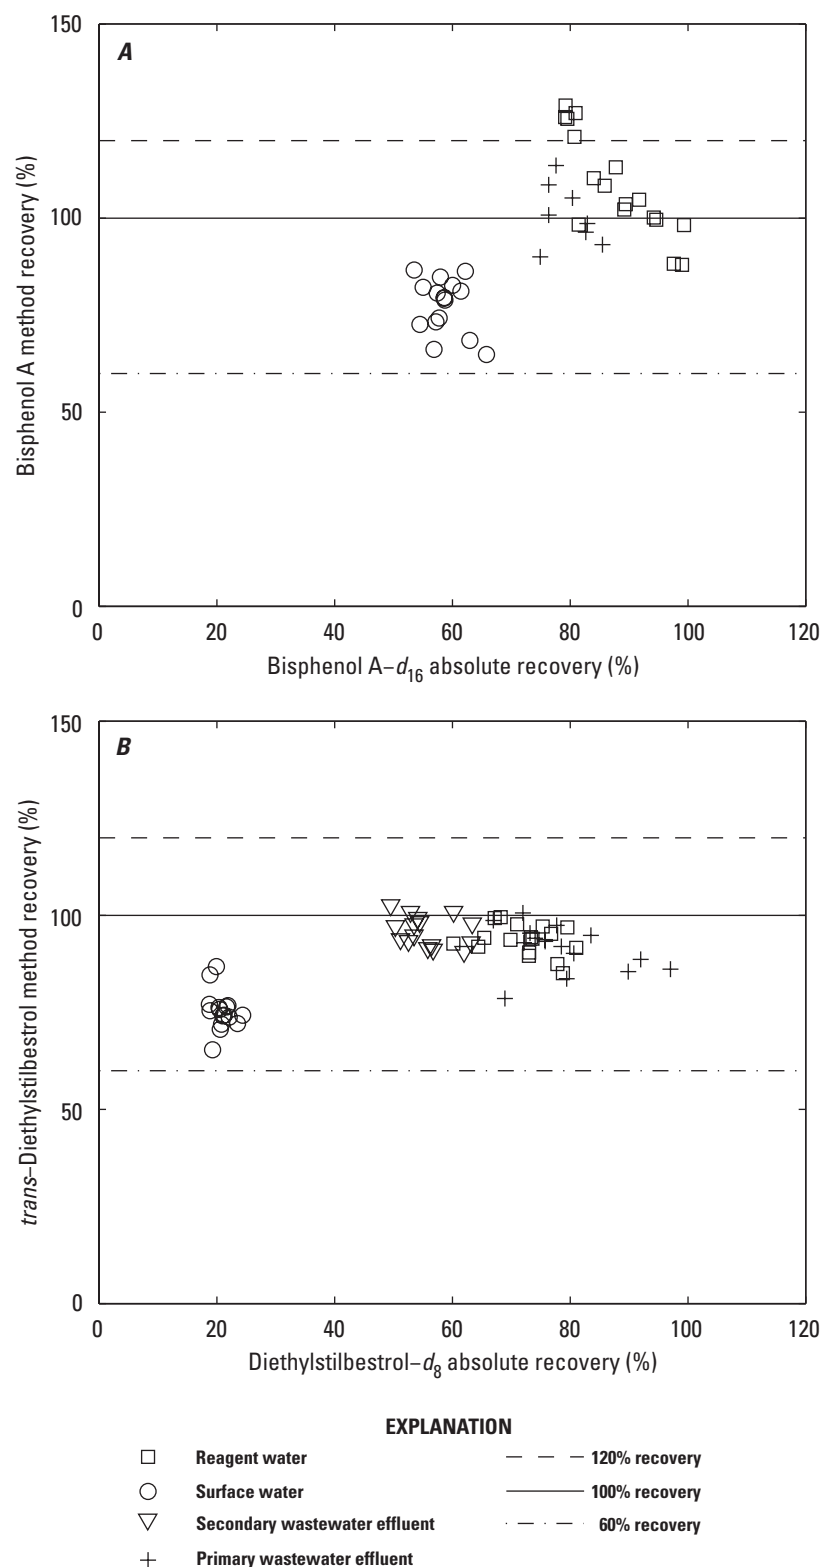 150
A
100
50
0
Bisphenol A method recovery (%)
0 20 40 60 80 100 120
Bisphenol A–d16 absolute recovery (%)
150
B
100
50
0
trans–Diethylstilbestrol method recovery (%)
0 20 40 60 80 100 120
Diethylstilbestrol–d8 absolute recovery (%)
EXPLANATION
Reagent water 120% recovery
Surface water 100% recovery
Secondary wastewater effluent 60% recovery
Primary wastewater effluent